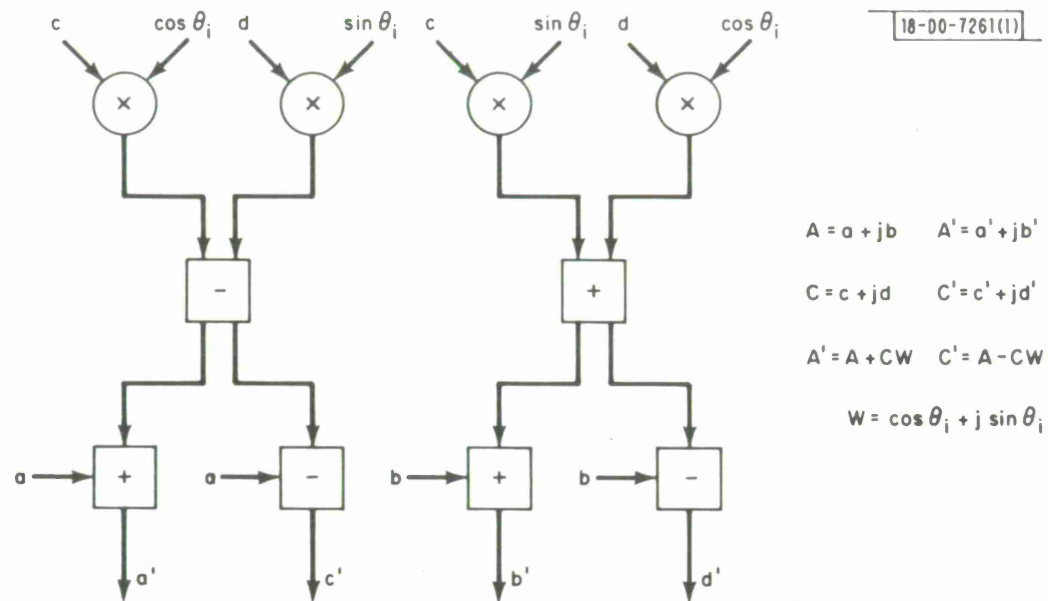 c cos θi d sin θi c sin θi d cos θi
18-00-7261(1)
× × × ×
A = a + jb A' = a' + jb'
- +
C = c + jd C' = c' + jd'
A' = A + CW C' = A - CW
W = cos θi + j sin θi
a + a - b + b -
a' c' b' d'